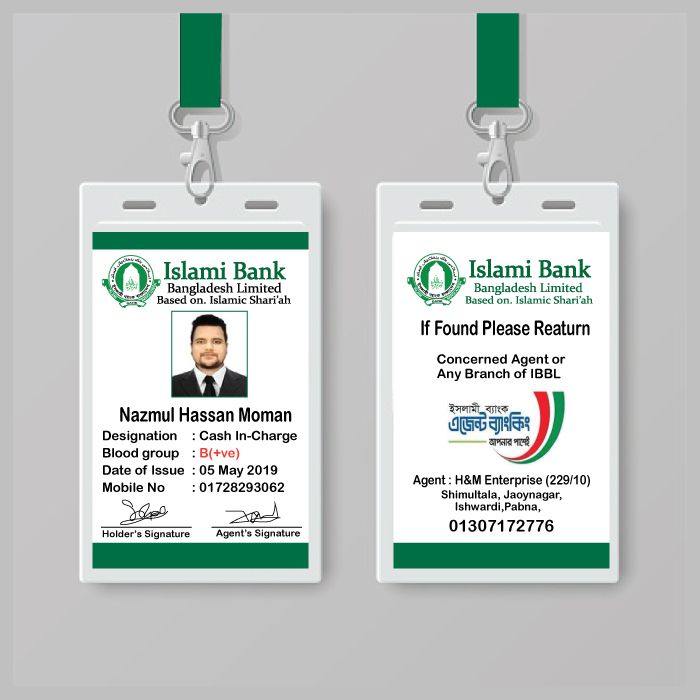 Islami Bank
Bangladesh Limited
Based on. Islamic Shari'ah
Nazmul Hassan Moman
Designation : Cash In-Charge
Blood group : B(+ve)
Date of Issue : 05 May 2019
Mobile No : 01728293062
Holder's Signature Agent's Signature
Islami Bank
Bangladesh Limited
Based on. Islamic Shari'ah
If Found Please Reaturn
Concerned Agent or
Any Branch of IBBL
ইসলামী ব্যাংক
এজেন্ট ব্যাংকিং
আপনার পাশেই
Agent : H&M Enterprise (229/10)
Shimultala, Jaoynagar,
Ishwardi,Pabna,
01307172776